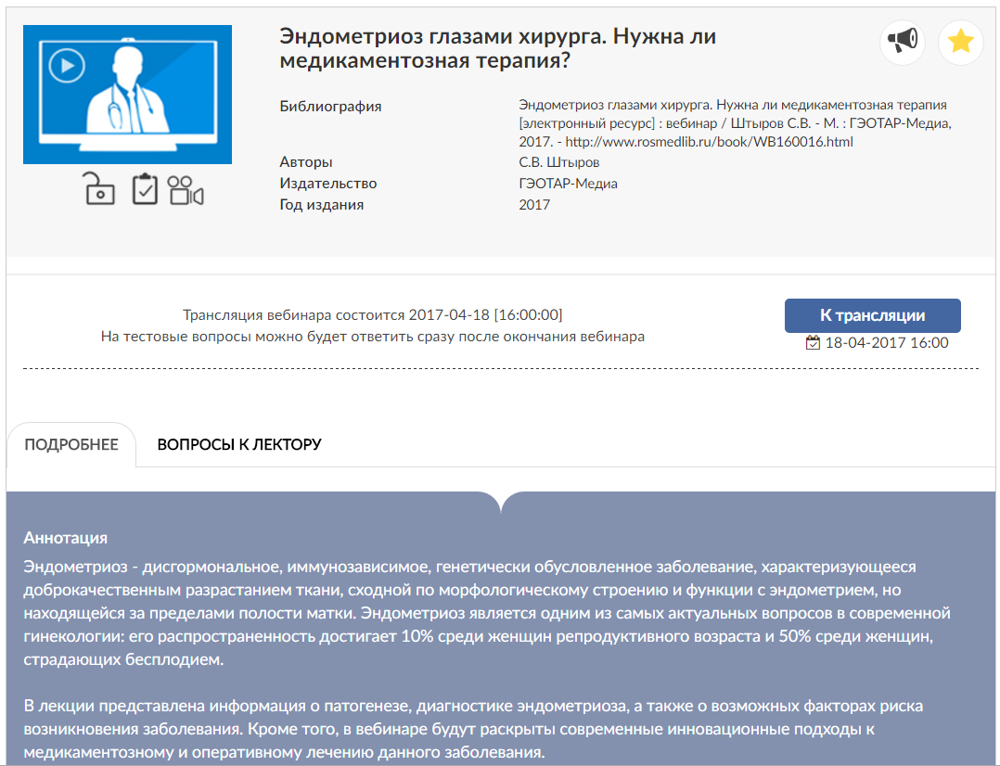 Эндометриоз глазами хирурга. Нужна ли
медикаментозная терапия?
Библиография
Эндометриоз глазами хирурга. Нужна ли медикаментозная терапия
[электронный ресурс] : вебинар / Штыров С.В. - М. : ГЭОТАР-Медиа,
2017. - http://www.rosmedlib.ru/book/WB160016.html
Авторы
С.В. Штыров
Издательство
ГЭОТАР-Медиа
Год издания
2017
Трансляция вебинара состоится 2017-04-18 [16:00:00]
На тестовые вопросы можно будет ответить сразу после окончания вебинара
К трансляции
18-04-2017 16:00
ПОДРОБНЕЕ
ВОПРОСЫ К ЛЕКТОРУ
Аннотация
Эндометриоз - дисгормональное, иммунозависимое, генетически обусловленное заболевание, характеризующееся
доброкачественным разрастанием ткани, сходной по морфологическому строению и функции с эндометрием, но
находящейся за пределами полости матки. Эндометриоз является одним из самых актуальных вопросов в современной
гинекологии: его распространенность достигает 10% среди женщин репродуктивного возраста и 50% среди женщин,
страдающих бесплодием.
В лекции представлена информация о патогенезе, диагностике эндометриоза, а также о возможных факторах риска
возникновения заболевания. Кроме того, в вебинаре будут раскрыты современные инновационные подходы к
медикаментозному и оперативному лечению данного заболевания.